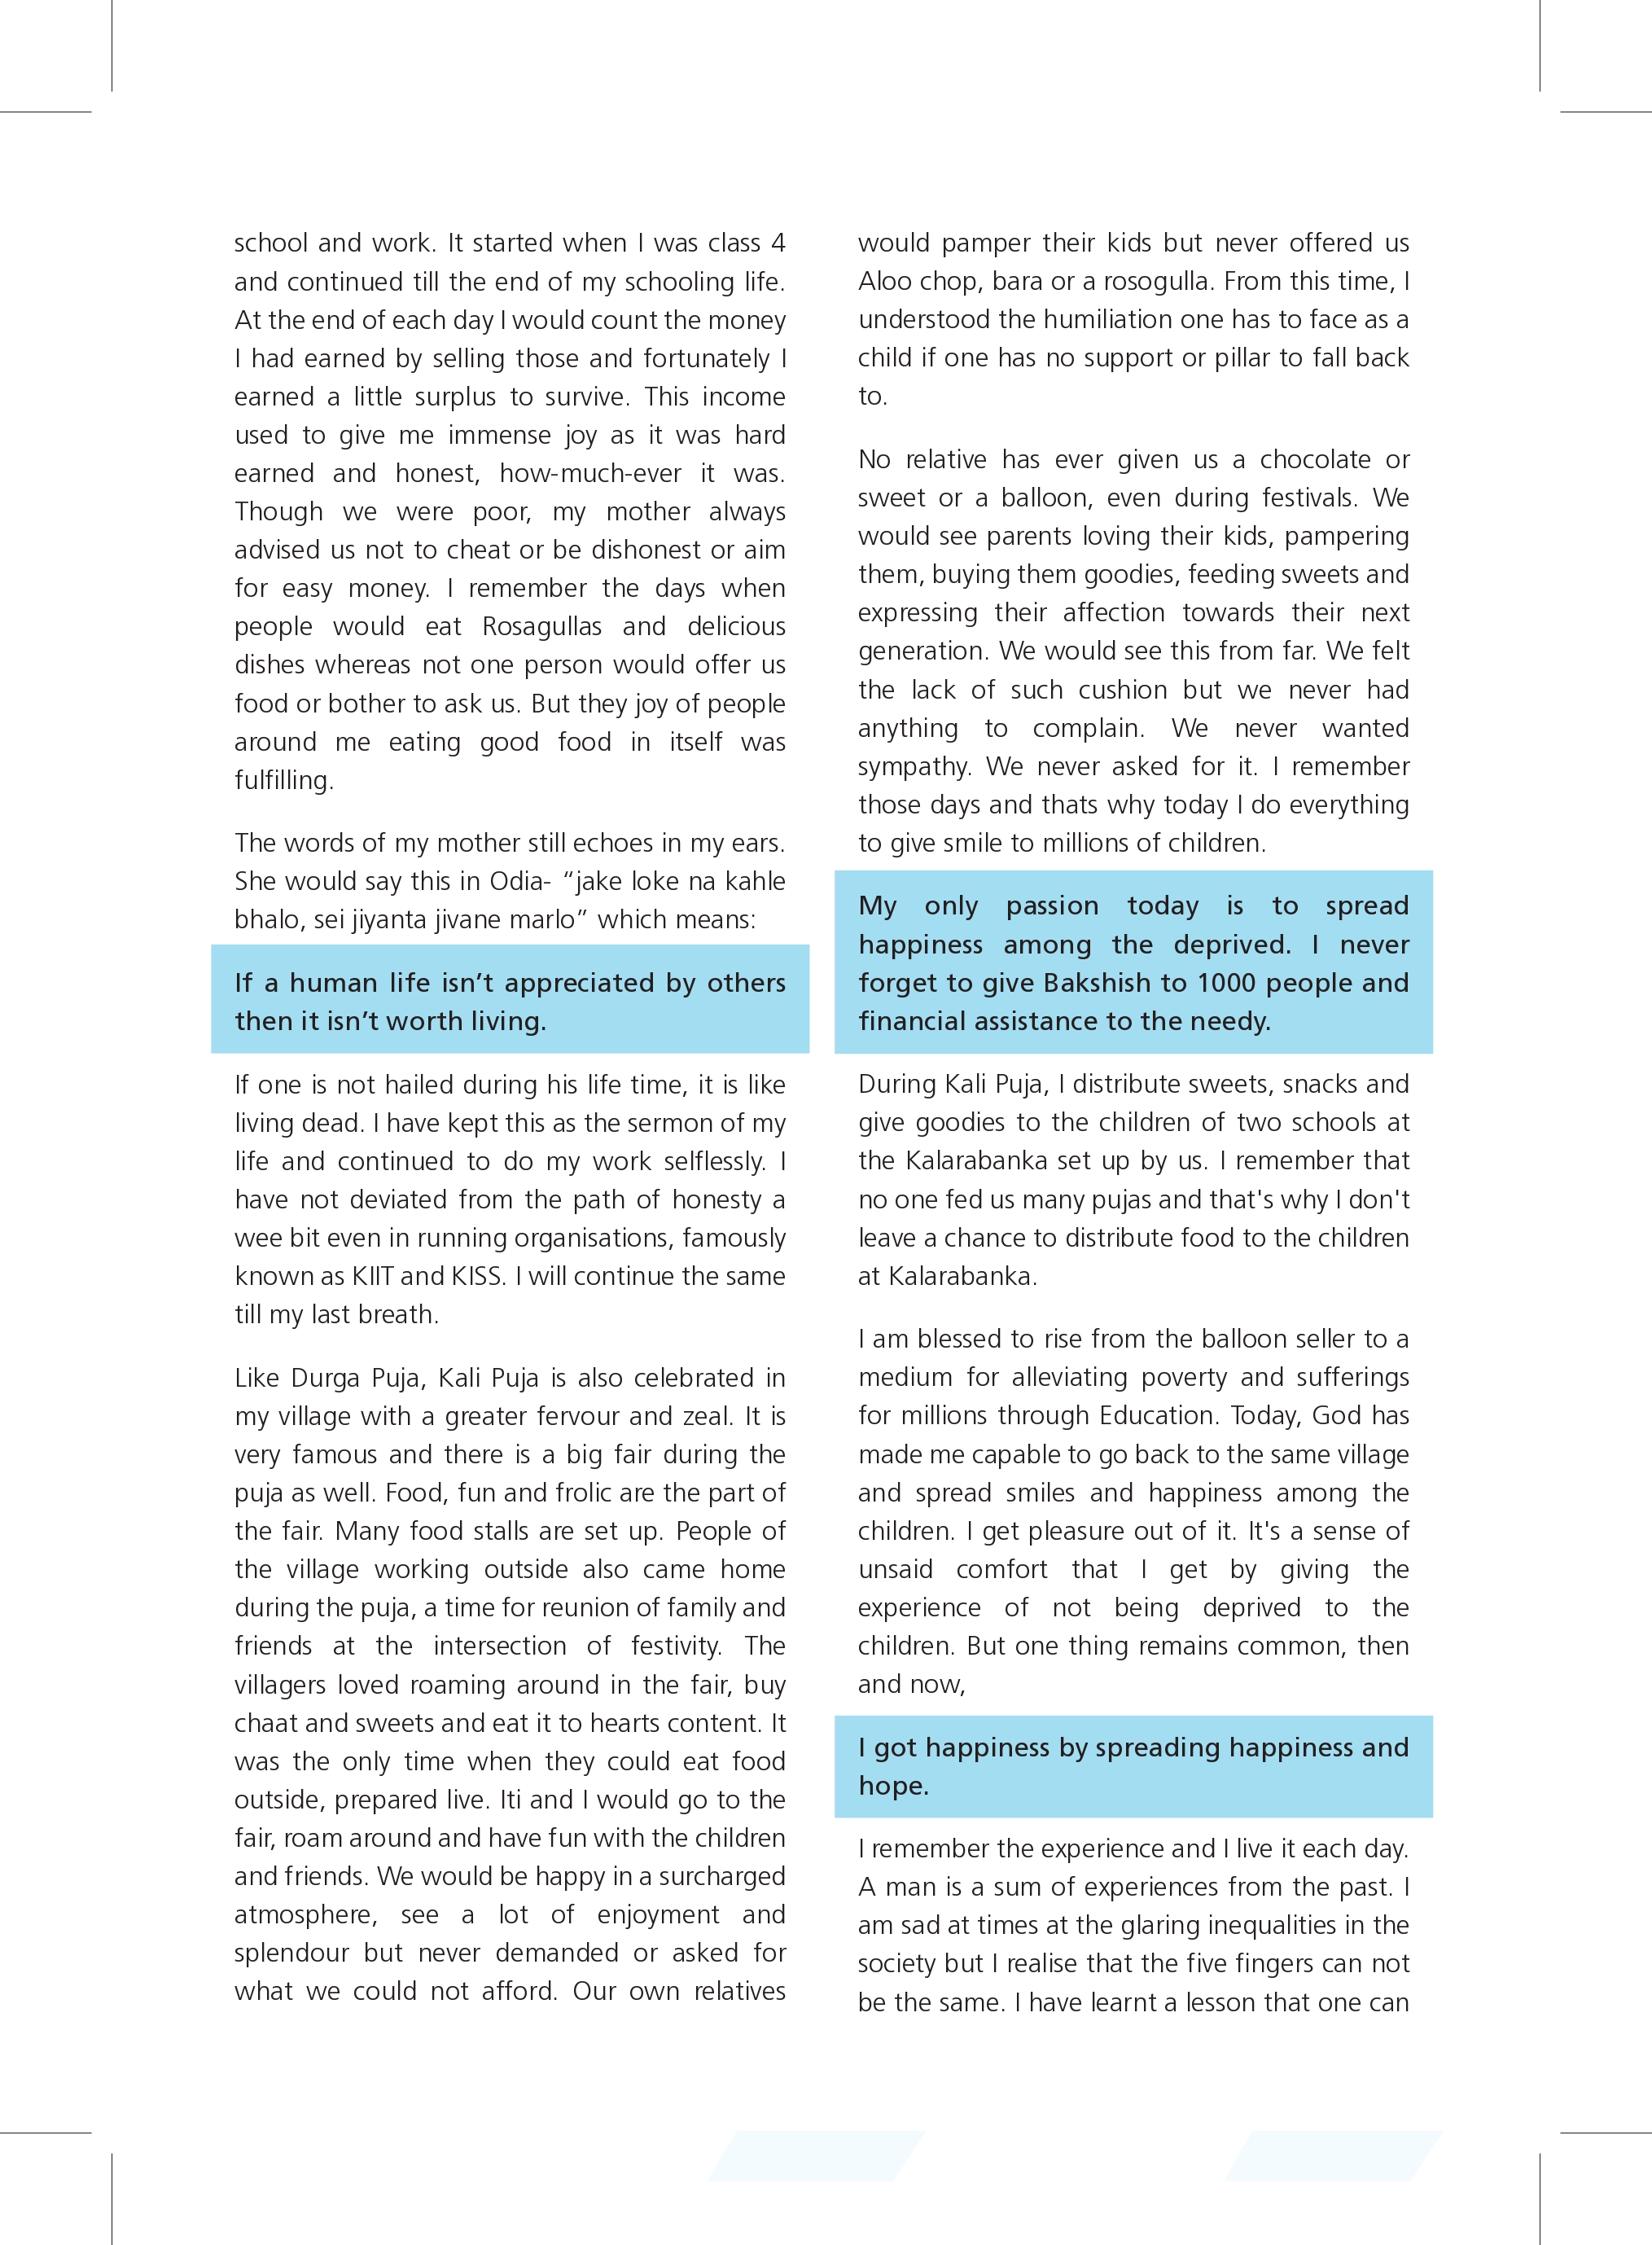 school and work. It started when I was class 4
and continued till the end of my schooling life.
At the end of each day I would count the money
I had earned by selling those and fortunately I
earned a little surplus to survive. This income
used to give me immense joy as it was hard
earned and honest, how-much-ever it was.
Though we were poor, my mother always
advised us not to cheat or be dishonest or aim
for easy money. I remember the days when
people would eat Rosagullas and delicious
dishes whereas not one person would offer us
food or bother to ask us. But they joy of people
around me eating good food in itself was
fulfilling.
The words of my mother still echoes in my ears.
She would say this in Odia- “jake loke na kahle
bhalo, sei jiyanta jivane marlo” which means:
If a human life isn’t appreciated by others
then it isn’t worth living.
If one is not hailed during his life time, it is like
living dead. I have kept this as the sermon of my
life and continued to do my work selflessly. I
have not deviated from the path of honesty a
wee bit even in running organisations, famously
known as KIIT and KISS. I will continue the same
till my last breath.
Like Durga Puja, Kali Puja is also celebrated in
my village with a greater fervour and zeal. It is
very famous and there is a big fair during the
puja as well. Food, fun and frolic are the part of
the fair. Many food stalls are set up. People of
the village working outside also came home
during the puja, a time for reunion of family and
friends at the intersection of festivity. The
villagers loved roaming around in the fair, buy
chaat and sweets and eat it to hearts content. It
was the only time when they could eat food
outside, prepared live. Iti and I would go to the
fair, roam around and have fun with the children
and friends. We would be happy in a surcharged
atmosphere, see a lot of enjoyment and
splendour but never demanded or asked for
what we could not afford. Our own relatives
would pamper their kids but never offered us
Aloo chop, bara or a rosogulla. From this time, I
understood the humiliation one has to face as a
child if one has no support or pillar to fall back
to.
No relative has ever given us a chocolate or
sweet or a balloon, even during festivals. We
would see parents loving their kids, pampering
them, buying them goodies, feeding sweets and
expressing their affection towards their next
generation. We would see this from far. We felt
the lack of such cushion but we never had
anything to complain. We never wanted
sympathy. We never asked for it. I remember
those days and thats why today I do everything
to give smile to millions of children.
My only passion today is to spread
happiness among the deprived. I never
forget to give Bakshish to 1000 people and
financial assistance to the needy.
During Kali Puja, I distribute sweets, snacks and
give goodies to the children of two schools at
the Kalarabanka set up by us. I remember that
no one fed us many pujas and that's why I don't
leave a chance to distribute food to the children
at Kalarabanka.
I am blessed to rise from the balloon seller to a
medium for alleviating poverty and sufferings
for millions through Education. Today, God has
made me capable to go back to the same village
and spread smiles and happiness among the
children. I get pleasure out of it. It's a sense of
unsaid comfort that I get by giving the
experience of not being deprived to the
children. But one thing remains common, then
and now,
I got happiness by spreading happiness and
hope.
I remember the experience and I live it each day.
A man is a sum of experiences from the past. I
am sad at times at the glaring inequalities in the
society but I realise that the five fingers can not
be the same. I have learnt a lesson that one can